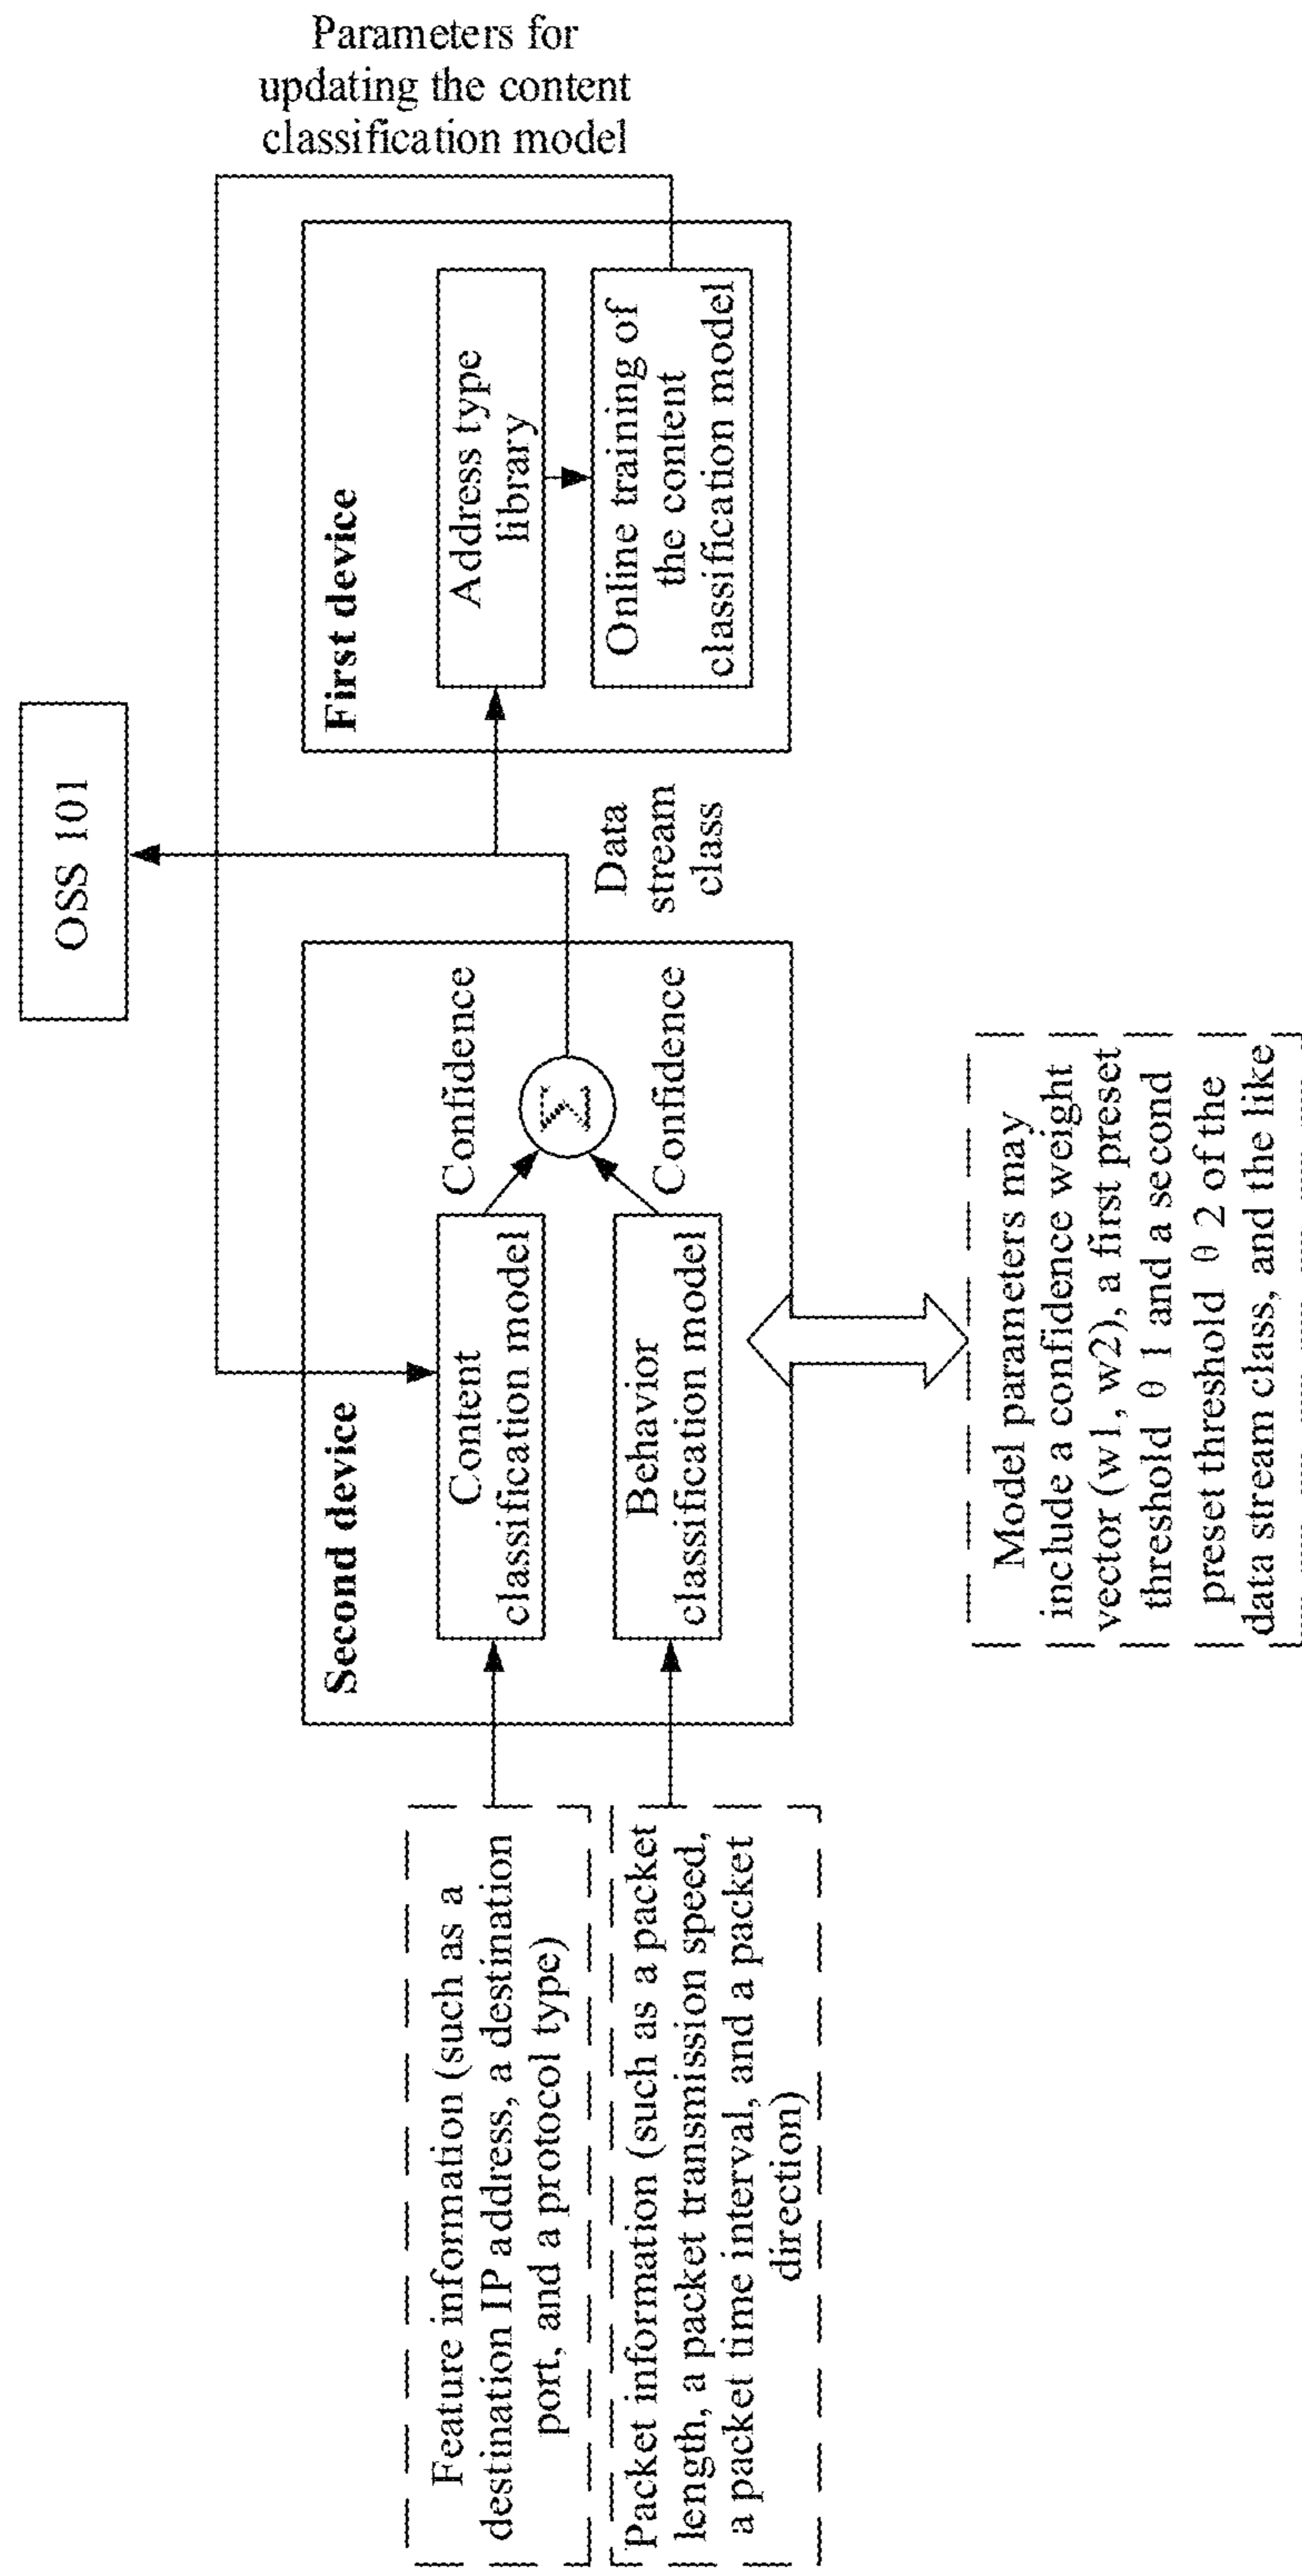 Feature information (such as a
destination IP address, a destination
port, and a protocol type)
Packet information (such as a packet
length, a packet transmission speed,
a packet time interval, and a packet
direction)
Second device
Content
classification model
Behavior
classification model
Confidence
Σ
Confidence
Model parameters may
include a confidence weight
vector (w1, w2), a first preset
threshold θ 1 and a second
preset threshold θ 2 of the
data stream class, and the like
OSS 101
Data
stream
class
First device
Address type
library
Online training of
the content
classification model
Parameters for
updating the content
classification model